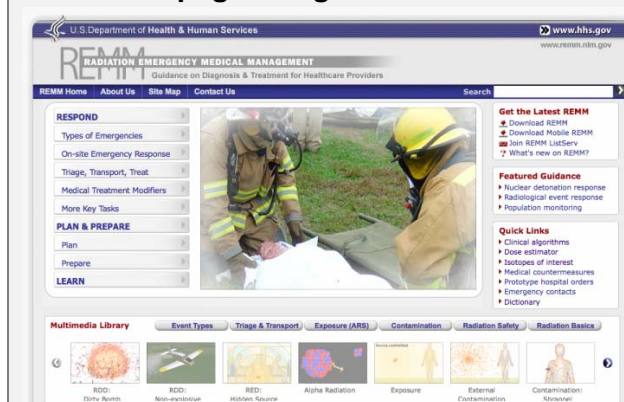 U.S.Department of Health & Human Services
www.hhs.gov
www.remm.nlm.gov
REMM
RADIATION EMERGENCY MEDICAL MANAGEMENT
Guidance on Diagnosis & Treatment for Healthcare Providers
REMM Home About Us Site Map Contact Us Search
RESPOND
Types of Emergencies
On-site Emergency Response
Triage, Transport, Treat
Medical Treatment Modifiers
More Key Tasks
PLAN & PREPARE
Plan
Prepare
LEARN
Get the Latest REMM
Download REMM
Download Mobile REMM
Join REMM ListServ
? What's new on REMM?
Featured Guidance
Nuclear detonation response
Radiological event response
Population monitoring
Quick Links
Clinical algorithms
Dose estimator
Isotopes of interest
Medical countermeasures
Prototype hospital orders
Emergency contacts
Dictionary
Multimedia Library Event Types Triage & Transport Exposure (ARS) Contamination Radiation Safety Radiation Basics
RDD:
Dirty Bomb
RDD:
Non-explosive
RED:
Hidden Source
Alpha Radiation
Exposure
External
Contamination
Contamination:
Shrapnel